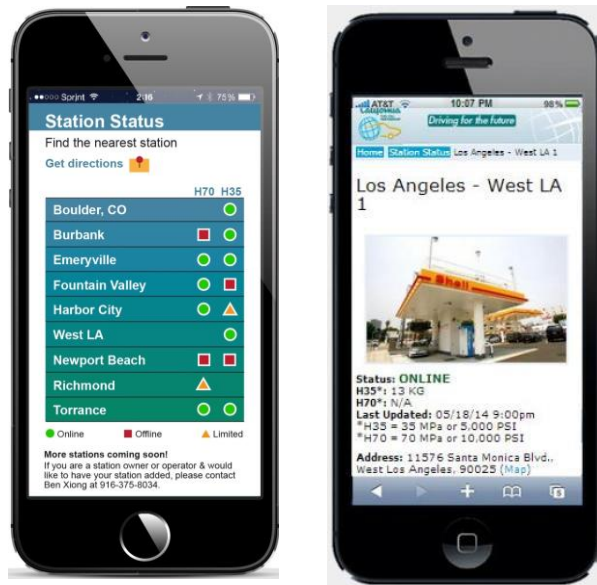 Sprint 2:16 75%
Station Status
Find the nearest station
Get directions
H70 H35
Boulder, CO
Burbank
Emeryville
Fountain Valley
Harbor City
West LA
Newport Beach
Richmond
Torrance
Online Offline Limited
More stations coming soon!
If you are a station owner or operator & would
like to have your station added, please contact
Ben Xiong at 916-375-8034.
AT&T 10:07 PM 98%
California
Driving for the future
Home Station Status Los Angeles - West LA 1
Los Angeles - West LA
1
Shell
Status: ONLINE
H35*: 13 KG
H70*: N/A
Last Updated: 05/18/14 9:00pm
*H35 = 35 MPa or 5,000 PSI
*H70 = 70 MPa or 10,000 PSI
Address: 11576 Santa Monica Blvd.,
West Los Angeles, 90025 (Map)